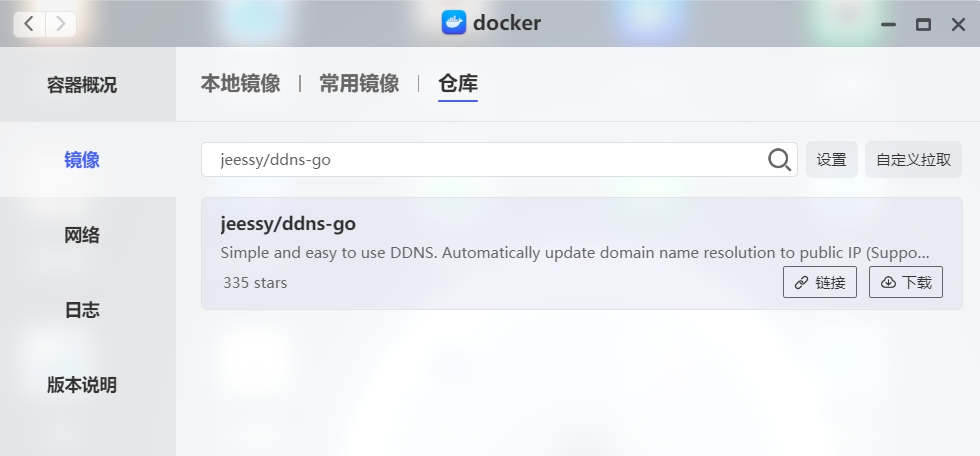 docker
容器概况
镜像
网络
日志
版本说明
本地镜像 | 常用镜像 | 仓库
jeessy/ddns-go
设置
自定义拉取
jeessy/ddns-go
Simple and easy to use DDNS. Automatically update domain name resolution to public IP (Suppo...
335 stars
链接
下载